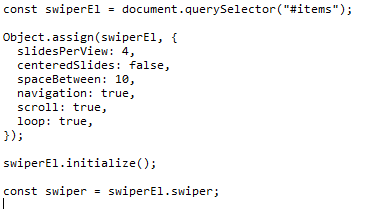 const swiperEl = document.querySelector("#items");
Object.assign(swiperEl, {
  slidesPerView: 4,
  centeredSlides: false,
  spaceBetween: 10,
  navigation: true,
  scroll: true,
  loop: true,
});
swiperEl.initialize();
const swiper = swiperEl.swiper;